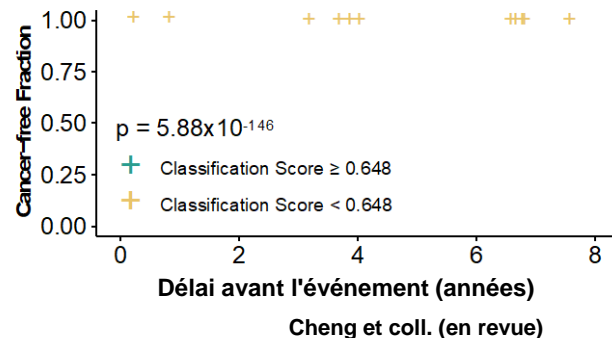 Cancer-free Fraction
1.00
0.75
0.50
0.25
0.00
p = 5.88x10-146
Classification Score ≥ 0.648
Classification Score < 0.648
0 2 4 6 8
Délai avant l'événement (années)
Cheng et coll. (en revue)